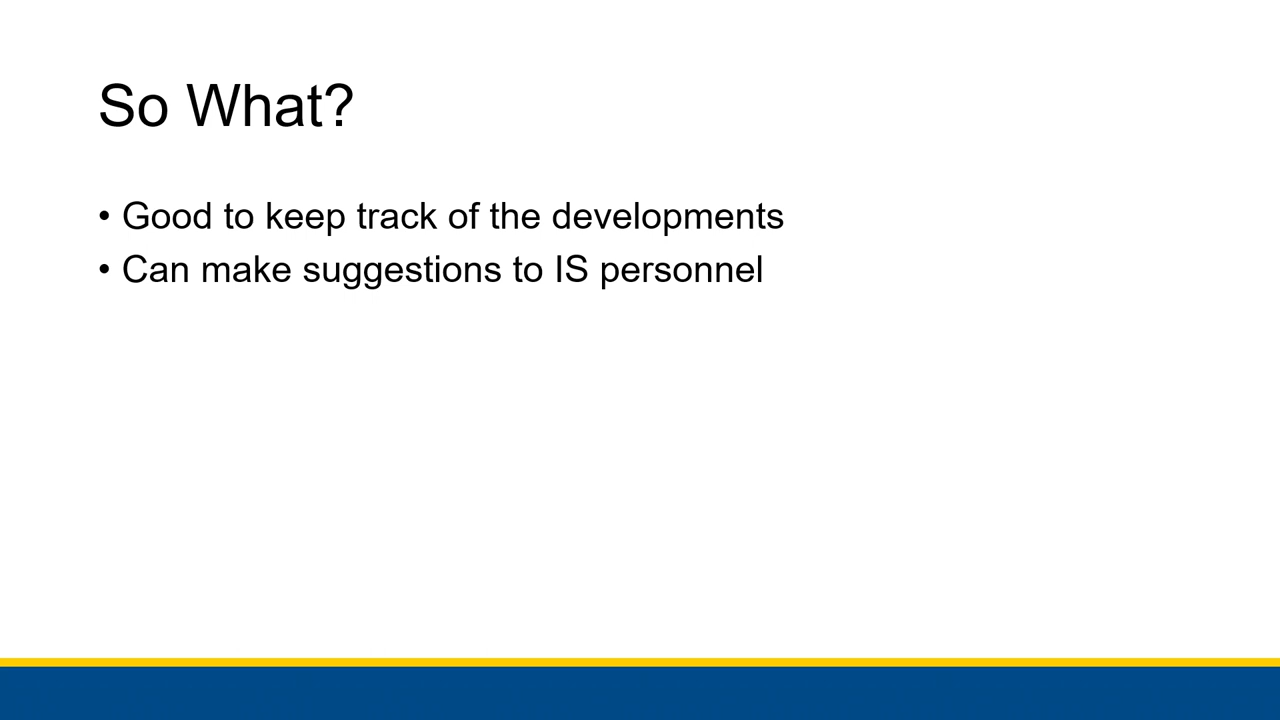 So What?
• Good to keep track of the developments
• Can make suggestions to IS personnel